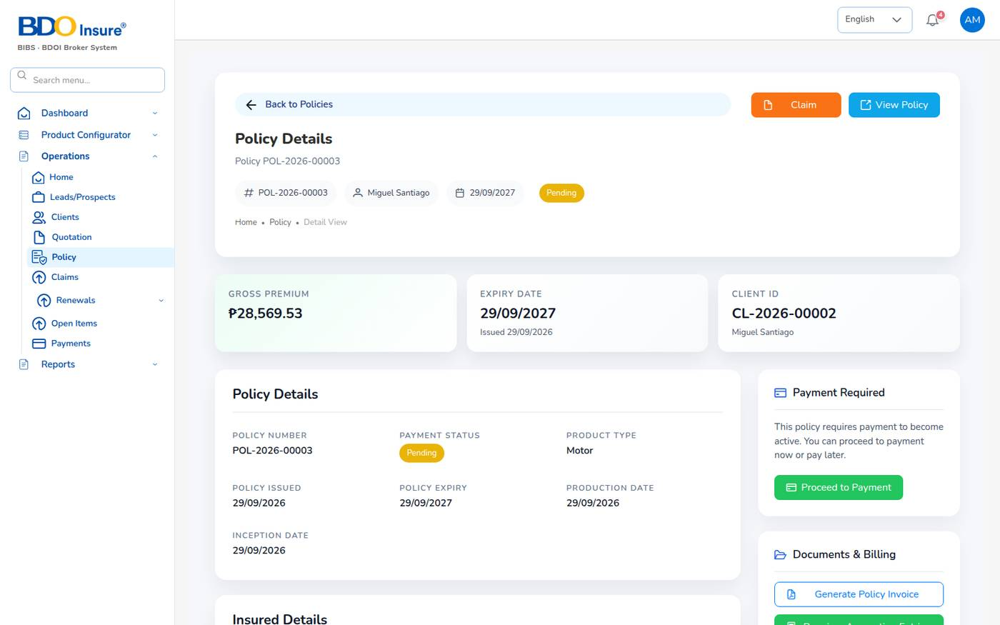 BDO Insure®
BIBS · BDOI Broker System
Search menu...
Dashboard
Product Configurator
Operations
Home
Leads/Prospects
Clients
Quotation
Policy
Claims
Renewals
Open Items
Payments
Reports
English
4
AM
Back to Policies
Claim
View Policy
Policy Details
Policy POL-2026-00003
POL-2026-00003
Miguel Santiago
29/09/2027
Pending
Home • Policy • Detail View
GROSS PREMIUM
₱28,569.53
EXPIRY DATE
29/09/2027
Issued 29/09/2026
CLIENT ID
CL-2026-00002
Miguel Santiago
Policy Details
POLICY NUMBER
POL-2026-00003
PAYMENT STATUS
Pending
PRODUCT TYPE
Motor
POLICY ISSUED
29/09/2026
POLICY EXPIRY
29/09/2027
PRODUCTION DATE
29/09/2026
INCEPTION DATE
29/09/2026
Insured Details
Payment Required
This policy requires payment to become
active. You can proceed to payment
now or pay later.
Proceed to Payment
Documents & Billing
Generate Policy Invoice